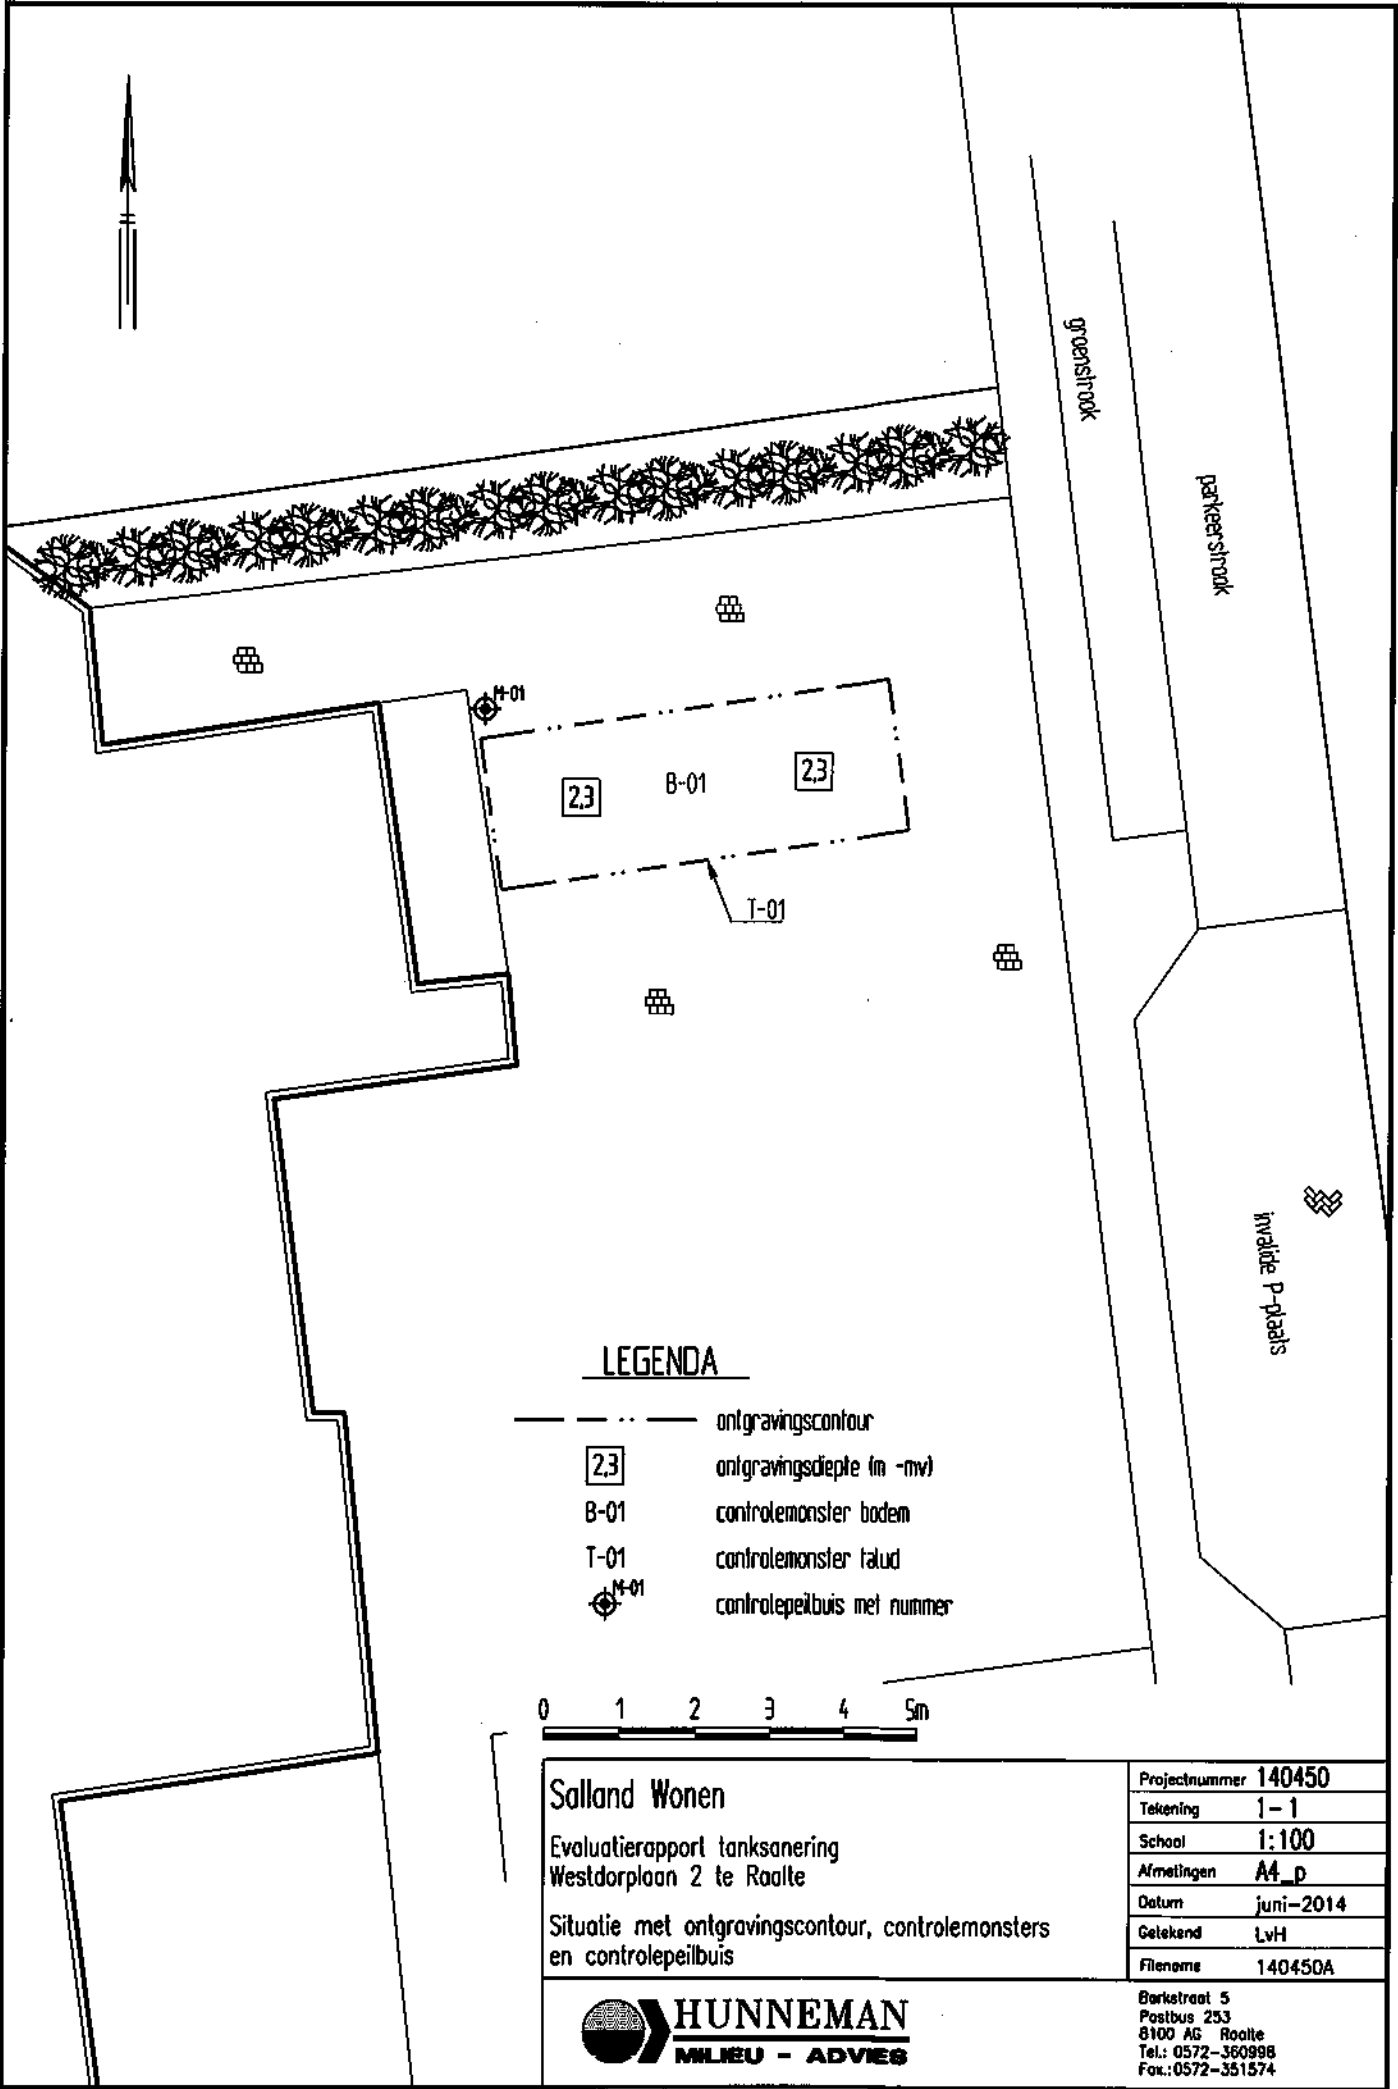 groenstrook
parkeerstrook
M-01
2,3
B-01
2,3
T-01
invalide P-plaats
LEGENDA
ontgravingscontour
2,3 ontgravingsdiepte (m -mv)
B-01 controlemonster bodem
T-01 controlemonster talud
M-01 controlepeilbuis met nummer
0 1 2 3 4 5m
Salland Wonen
Evaluatierapport tanksanering
Westdorplaan 2 te Raalte
Situatie met ontgravingscontour, controlemonsters
en controlepeilbuis
Projectnummer 140450
Tekening 1-1
Schaal 1:100
Afmetingen A4_p
Datum juni-2014
Getekend LvH
Filename 140450A
HUNNEMAN
MILIEU - ADVIES
Barkstraat 5
Postbus 253
8100 AG Raalte
Tel.: 0572-360998
Fax.: 0572-351574